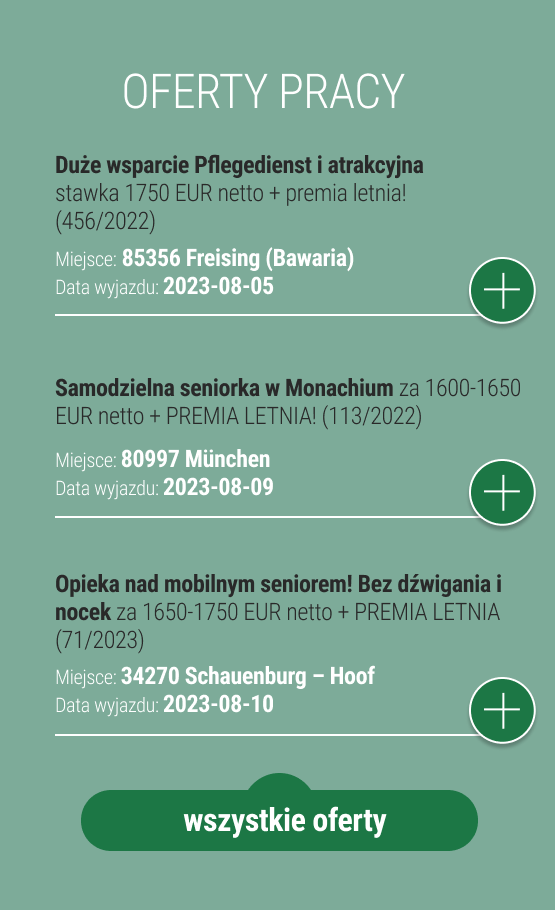 OFERTY PRACY
Duże wsparcie Pflegedienst i atrakcyjna
stawka 1750 EUR netto + premia letnia!
(456/2022)
Miejsce: 85356 Freising (Bawaria)
Data wyjazdu: 2023-08-05
Samodzielna seniorka w Monachium za 1600-1650
EUR netto + PREMIA LETNIA! (113/2022)
Miejsce: 80997 München
Data wyjazdu: 2023-08-09
Opieka nad mobilnym seniorem! Bez dźwigania i
nocek za 1650-1750 EUR netto + PREMIA LETNIA
(71/2023)
Miejsce: 34270 Schauenburg – Hoof
Data wyjazdu: 2023-08-10
wszystkie oferty